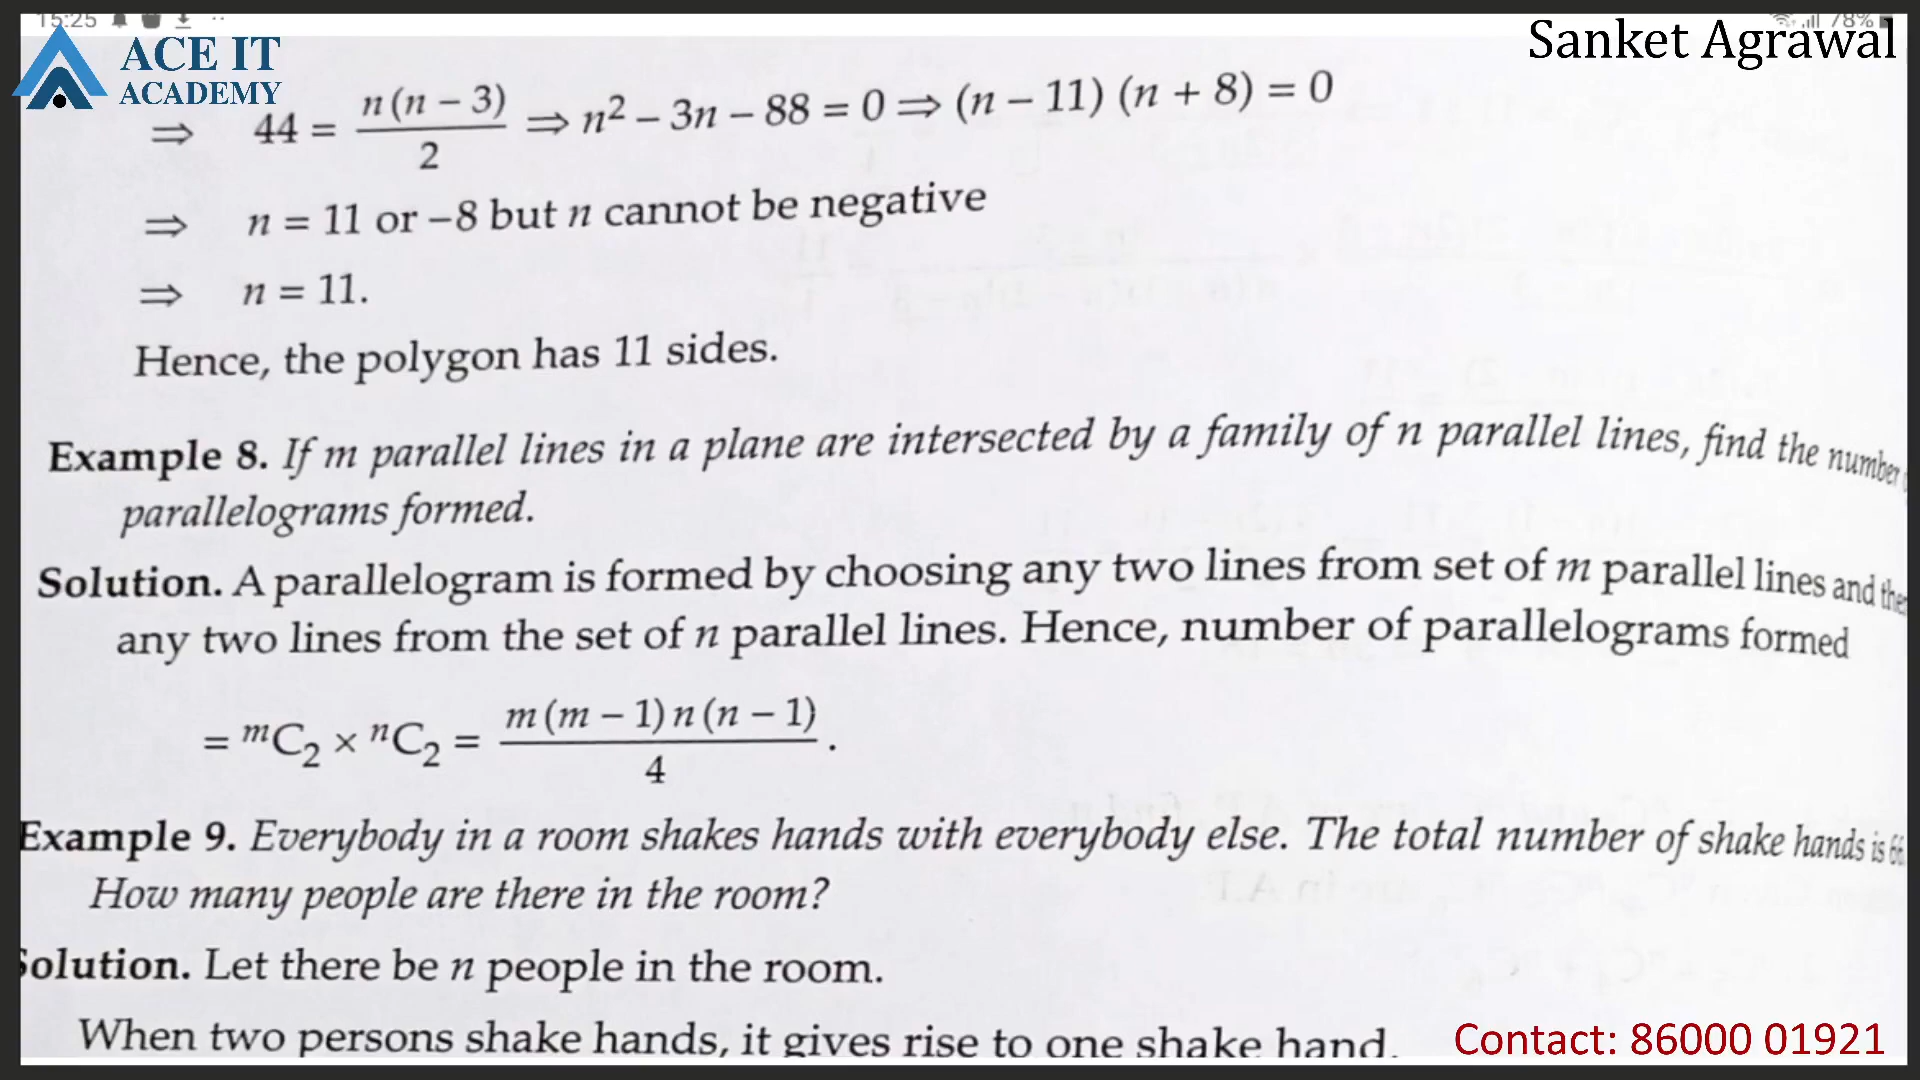 15:25
78%
ACE IT
ACADEMY
Sanket Agrawal
⇒ 44 = n(n – 3)/2 ⇒ n² – 3n – 88 = 0 ⇒ (n – 11) (n + 8) = 0
⇒ n = 11 or –8 but n cannot be negative
⇒ n = 11.
Hence, the polygon has 11 sides.
Example 8. If m parallel lines in a plane are intersected by a family of n parallel lines, find the number
parallelograms formed.
Solution. A parallelogram is formed by choosing any two lines from set of m parallel lines and
any two lines from the set of n parallel lines. Hence, number of parallelograms formed
= ᵐC₂ × ⁿC₂ = m(m – 1) n(n – 1)/4 .
Example 9. Everybody in a room shakes hands with everybody else. The total number of shake hands is
How many people are there in the room?
Solution. Let there be n people in the room.
When two persons shake hands, it gives rise to one shake hand.
Contact: 86000 01921